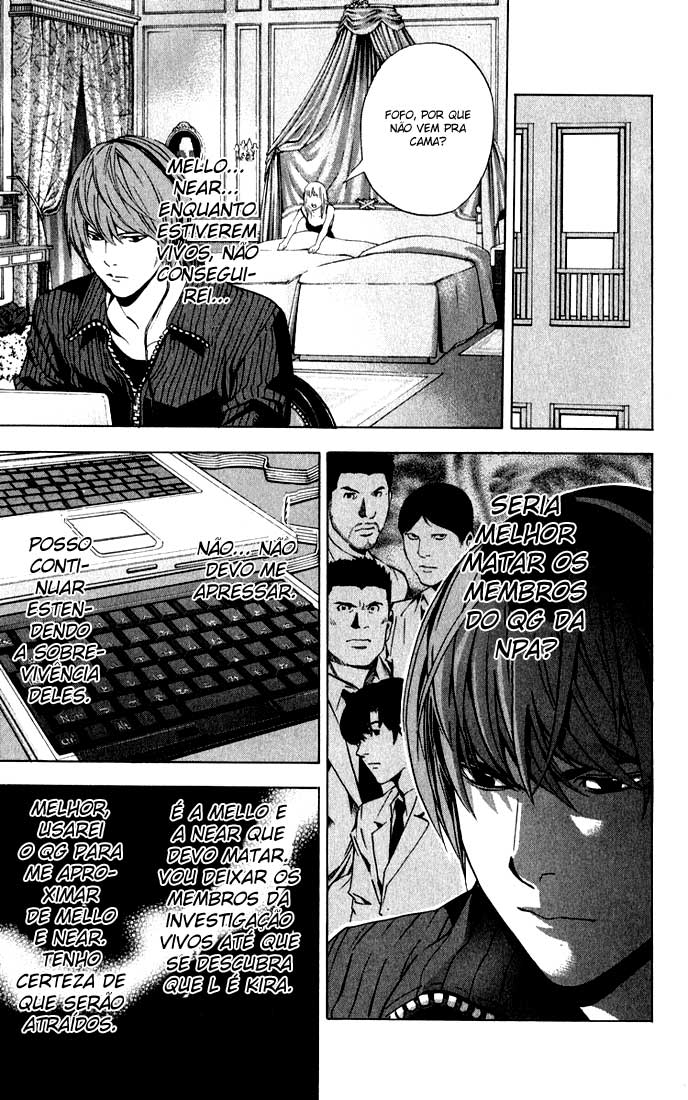 FOFO, POR QUE
NÃO VEM PRA
CAMA?
MELLO...
NEAR...
ENQUANTO
ESTIVEREM
VIVOS, NÃO
CONSEGUI-
REI...
SERIA
MELHOR
MATAR OS
MEMBROS
DO QG DA
NPA?
NÃO... NÃO
DEVO ME
APRESSAR.
POSSO
CONTI-
NUAR
ESTEN-
DENDO
A SOBRE-
VIVÊNCIA
DELES.
É A MELLO E
A NEAR QUE
DEVO MATAR.
VOU DEIXAR OS
MEMBROS DA
INVESTIGAÇÃO
VIVOS ATÉ QUE
SE DESCUBRA
QUE L É KIRA.
MELHOR,
USAREI
O QG PARA
ME APRO-
XIMAR
DE MELLO
E NEAR.
TENHO
CERTEZA DE
QUE SERÃO
ATRAÍDOS.